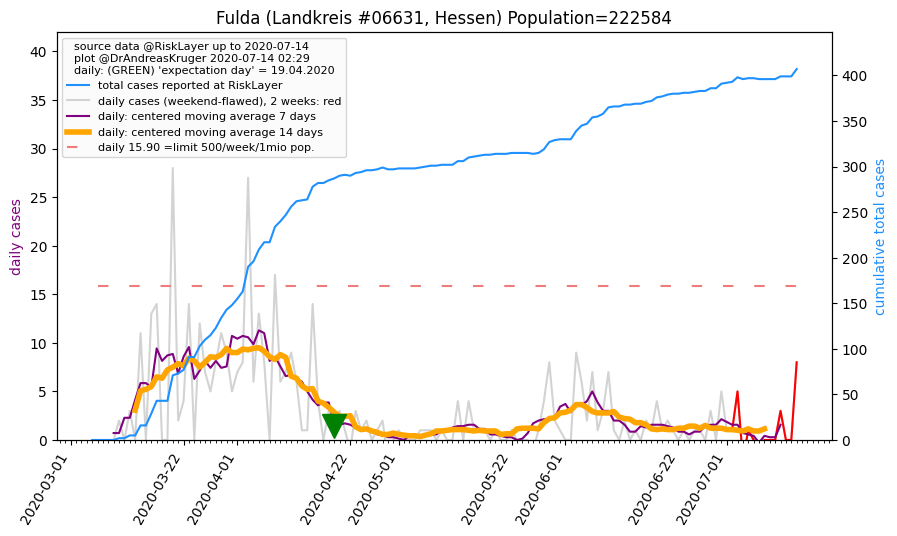 Fulda (Landkreis #06631, Hessen) Population=222584
source data @RiskLayer up to 2020-07-14
plot @DrAndreasKruger 2020-07-14 02:29
daily: (GREEN) 'expectation day' = 19.04.2020
total cases reported at RiskLayer
daily cases (weekend-flawed), 2 weeks: red
daily: centered moving average 7 days
daily: centered moving average 14 days
daily 15.90 =limit 500/week/1mio pop.
daily cases
40
35
30
25
20
15
10
5
0
cumulative total cases
400
350
300
250
200
150
100
50
0
2020-03-01
2020-03-22
2020-04-01
2020-04-22
2020-05-01
2020-05-22
2020-06-01
2020-06-22
2020-07-01